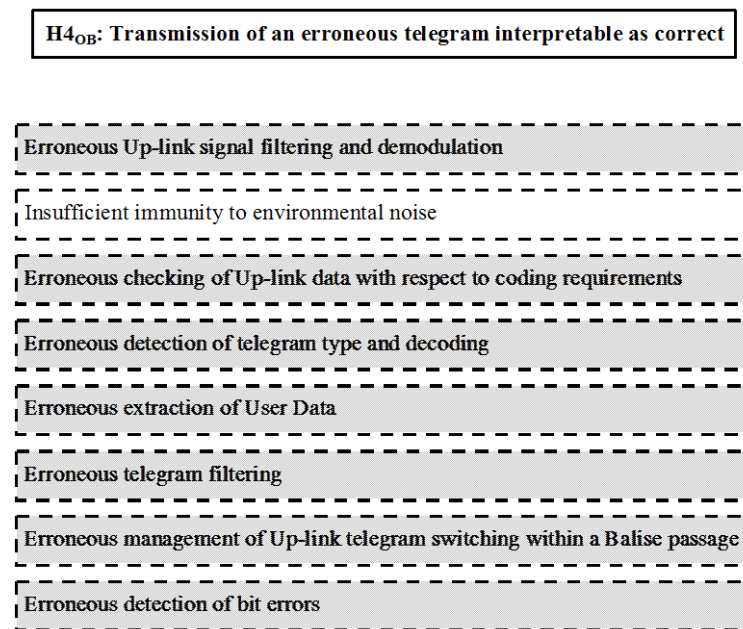 H4OB: Transmission of an erroneous telegram interpretable as correct
Erroneous Up-link signal filtering and demodulation
Insufficient immunity to environmental noise
Erroneous checking of Up-link data with respect to coding requirements
Erroneous detection of telegram type and decoding
Erroneous extraction of User Data
Erroneous telegram filtering
Erroneous management of Up-link telegram switching within a Balise passage
Erroneous detection of bit errors